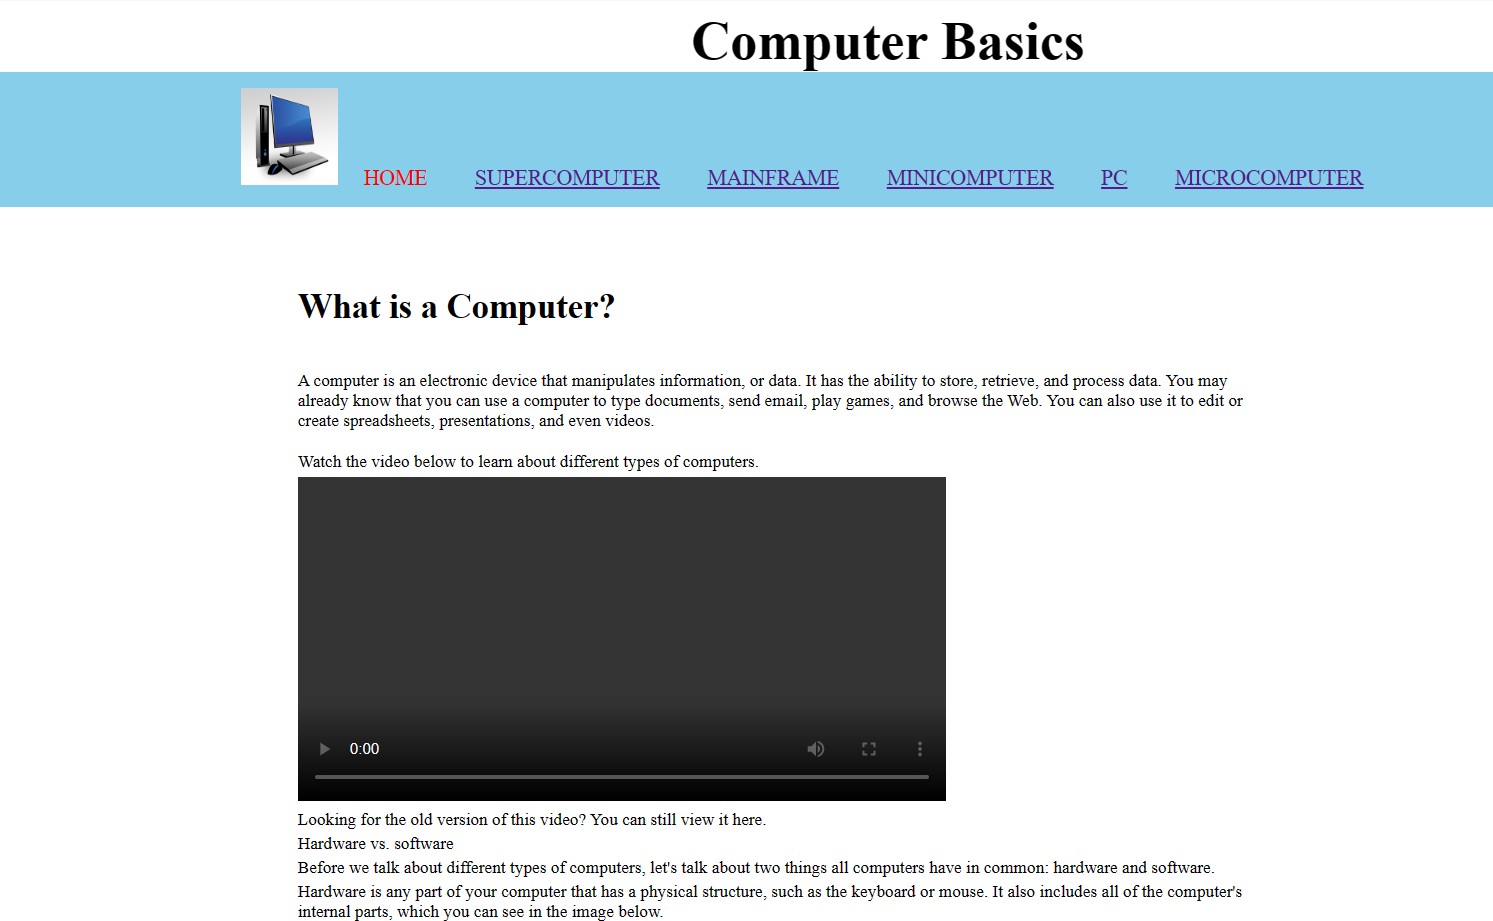 Computer Basics
HOME SUPERCOMPUTER MAINFRAME MINICOMPUTER PC MICROCOMPUTER
What is a Computer?
A computer is an electronic device that manipulates information, or data. It has the ability to store, retrieve, and process data. You may
already know that you can use a computer to type documents, send email, play games, and browse the Web. You can also use it to edit or
create spreadsheets, presentations, and even videos.
Watch the video below to learn about different types of computers.
0:00
Looking for the old version of this video? You can still view it here.
Hardware vs. software
Before we talk about different types of computers, let's talk about two things all computers have in common: hardware and software.
Hardware is any part of your computer that has a physical structure, such as the keyboard or mouse. It also includes all of the computer's
internal parts, which you can see in the image below.